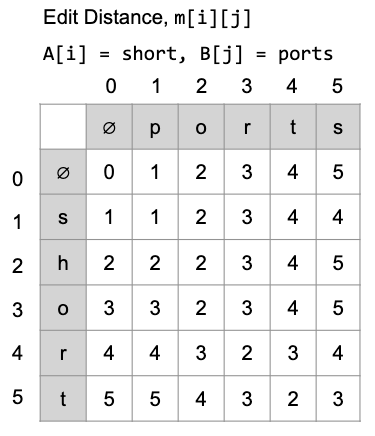 Edit Distance, m[i][j]
A[i] = short, B[j] = ports
0 1 2 3 4 5
∅ p o r t s
0 ∅ 0 1 2 3 4 5
1 s 1 1 2 3 4 4
2 h 2 2 2 3 4 5
3 o 3 3 2 3 4 5
4 r 4 4 3 2 3 4
5 t 5 5 4 3 2 3